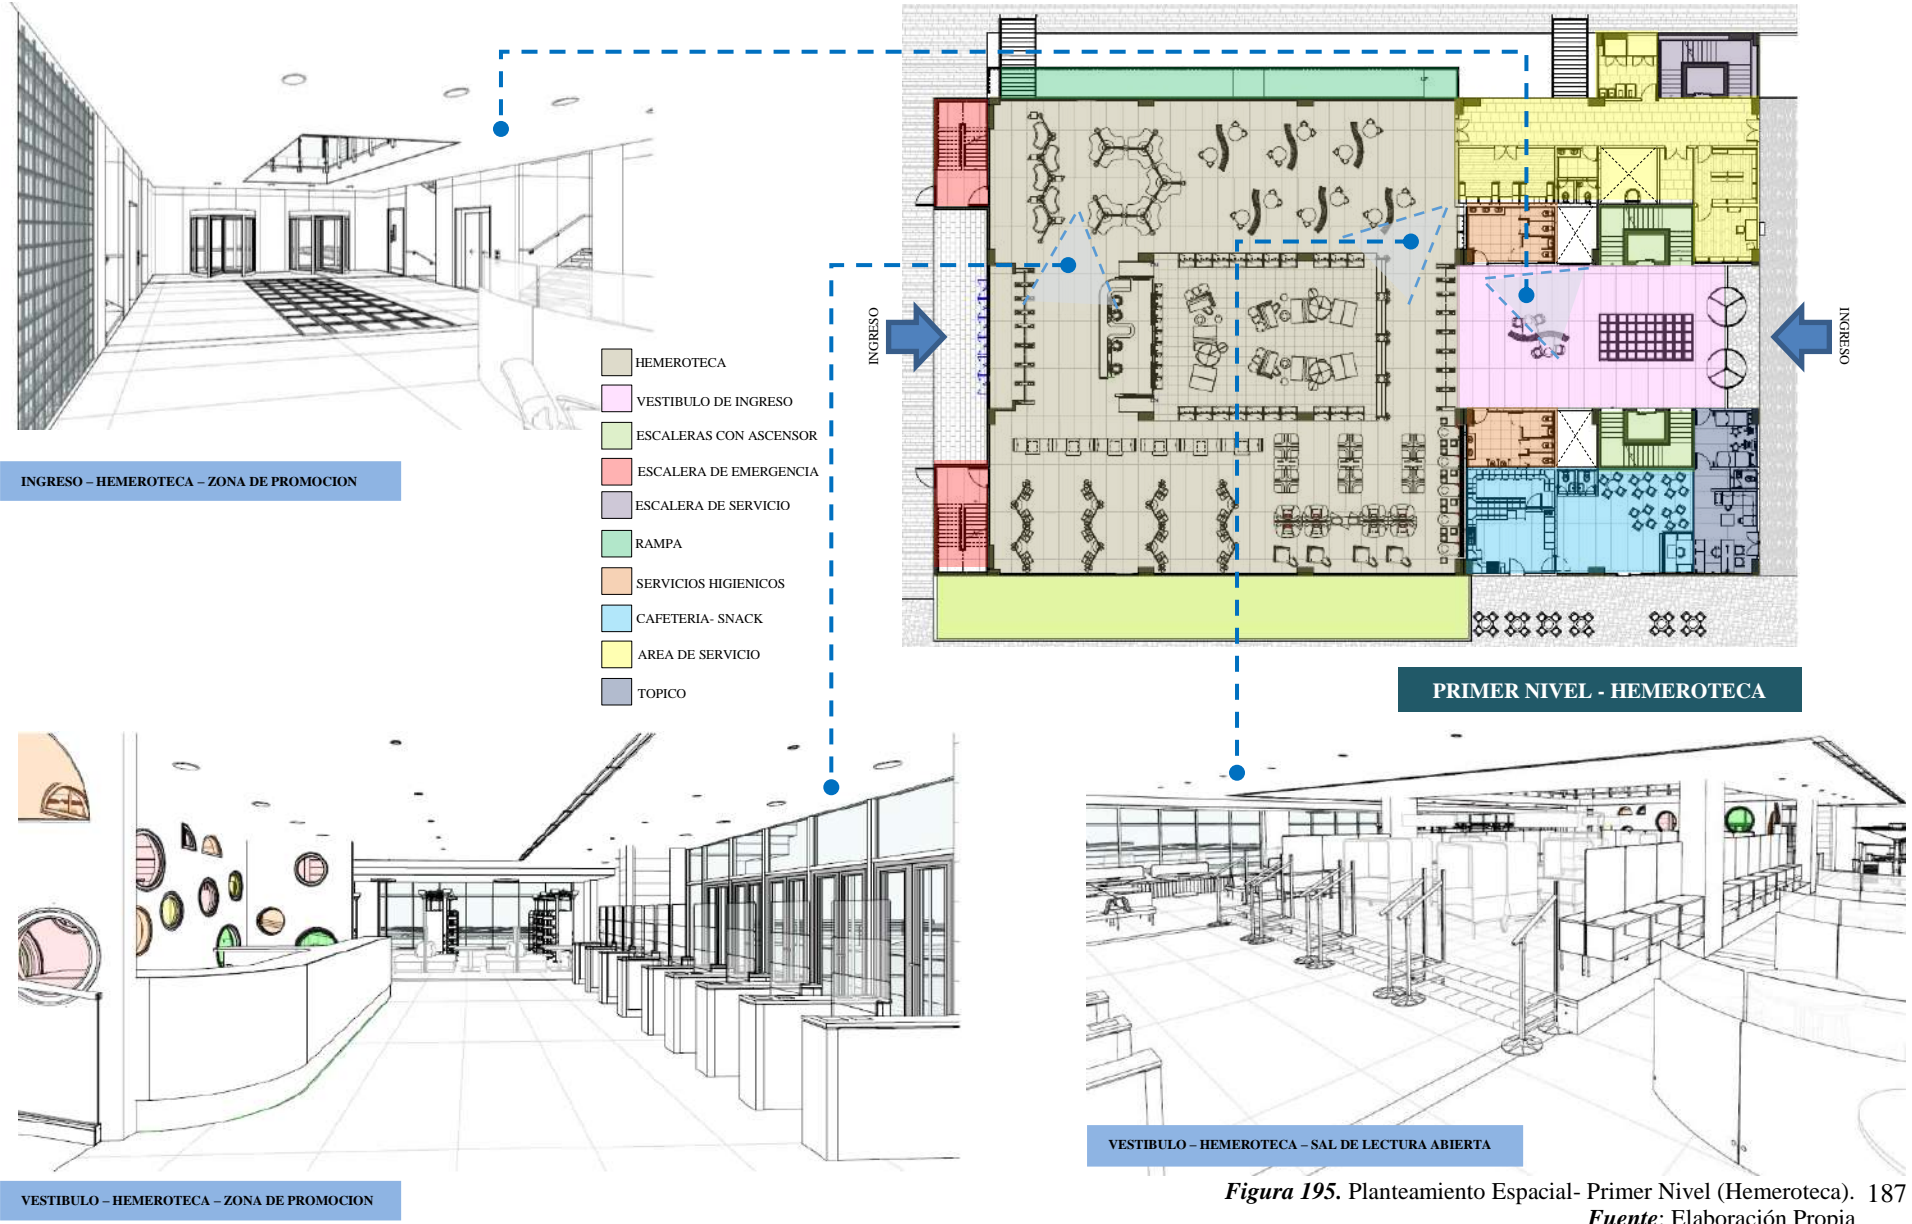 INGRESO
INGRESO
HEMEROTECA
VESTIBULO DE INGRESO
ESCALERAS CON ASCENSOR
ESCALERA DE EMERGENCIA
ESCALERA DE SERVICIO
RAMPA
SERVICIOS HIGIENICOS
CAFETERIA- SNACK
AREA DE SERVICIO
TOPICO
INGRESO – HEMEROTECA – ZONA DE PROMOCION
PRIMER NIVEL - HEMEROTECA
VESTIBULO – HEMEROTECA – SAL DE LECTURA ABIERTA
VESTIBULO – HEMEROTECA – ZONA DE PROMOCION
Figura 195. Planteamiento Espacial- Primer Nivel (Hemeroteca). 187
Fuente: Elaboración Propia